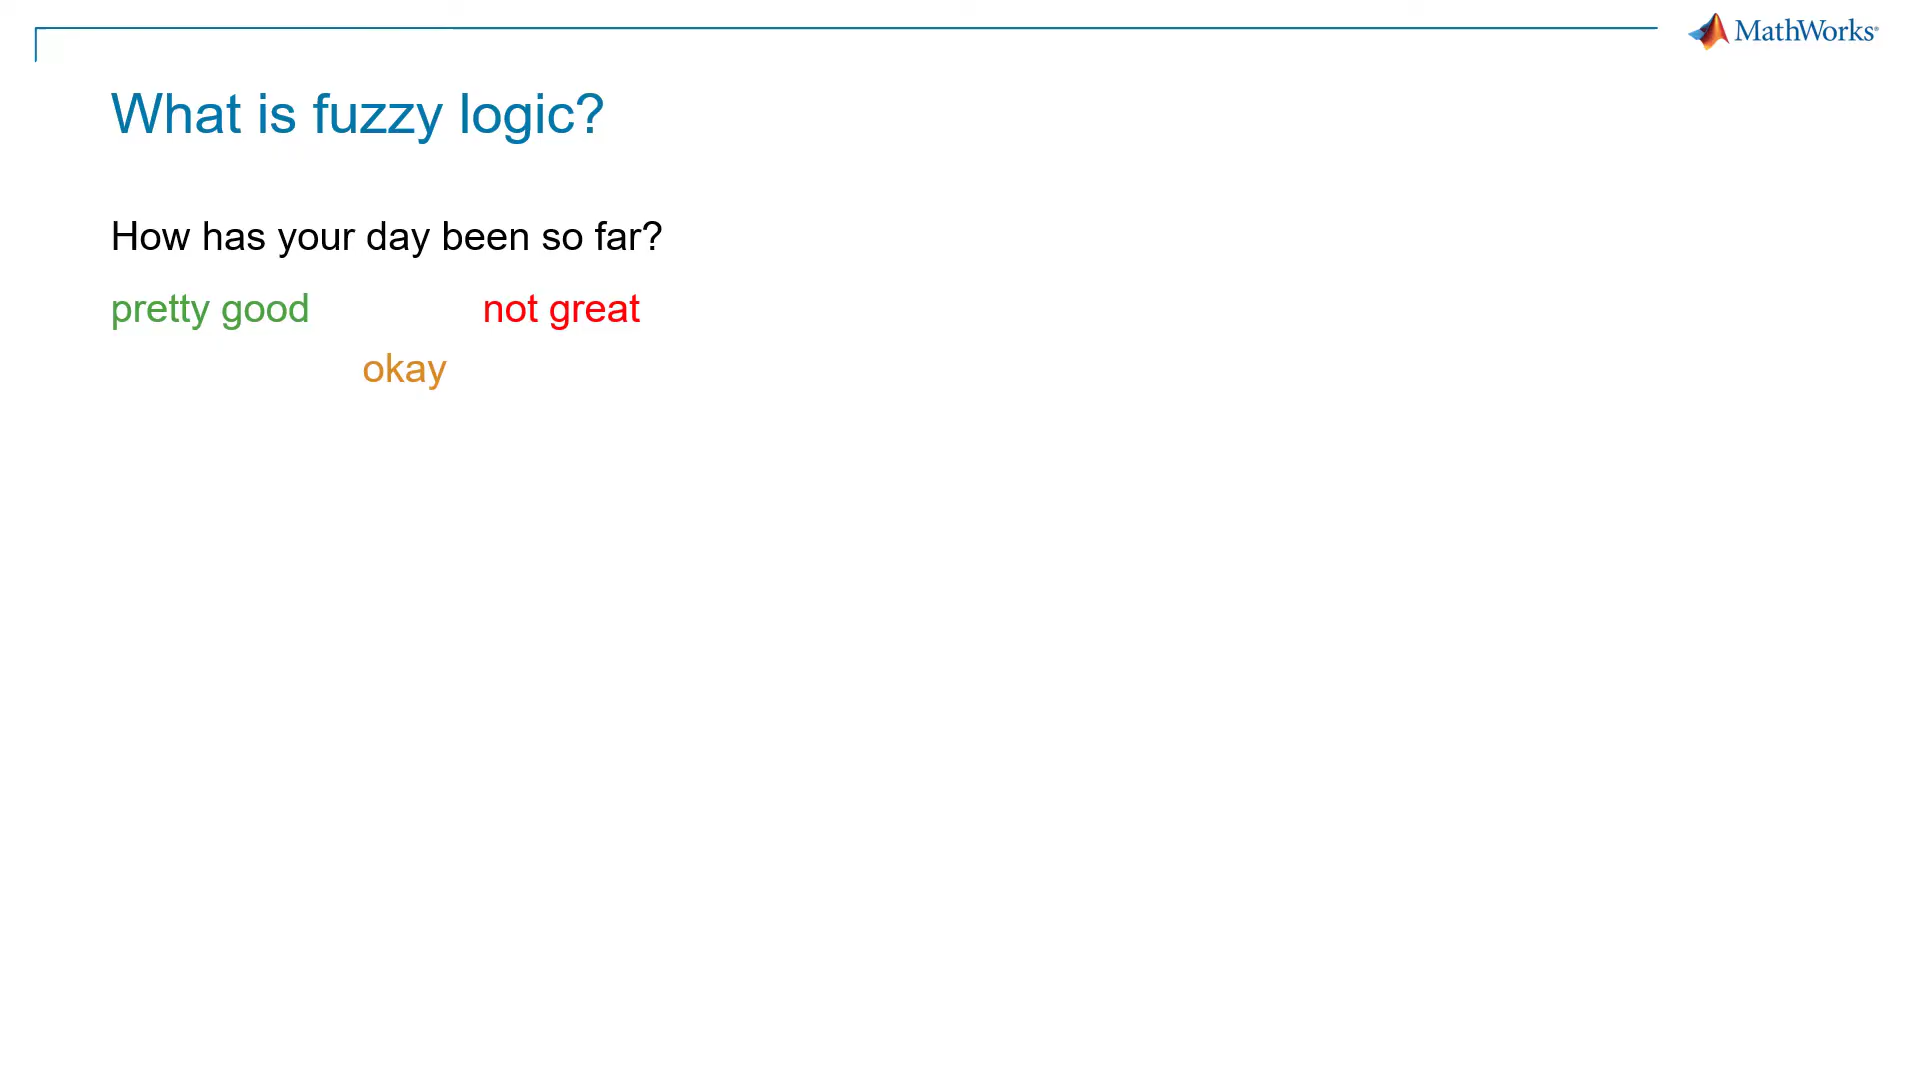 MathWorks®
What is fuzzy logic?
How has your day been so far?
pretty good not great
okay